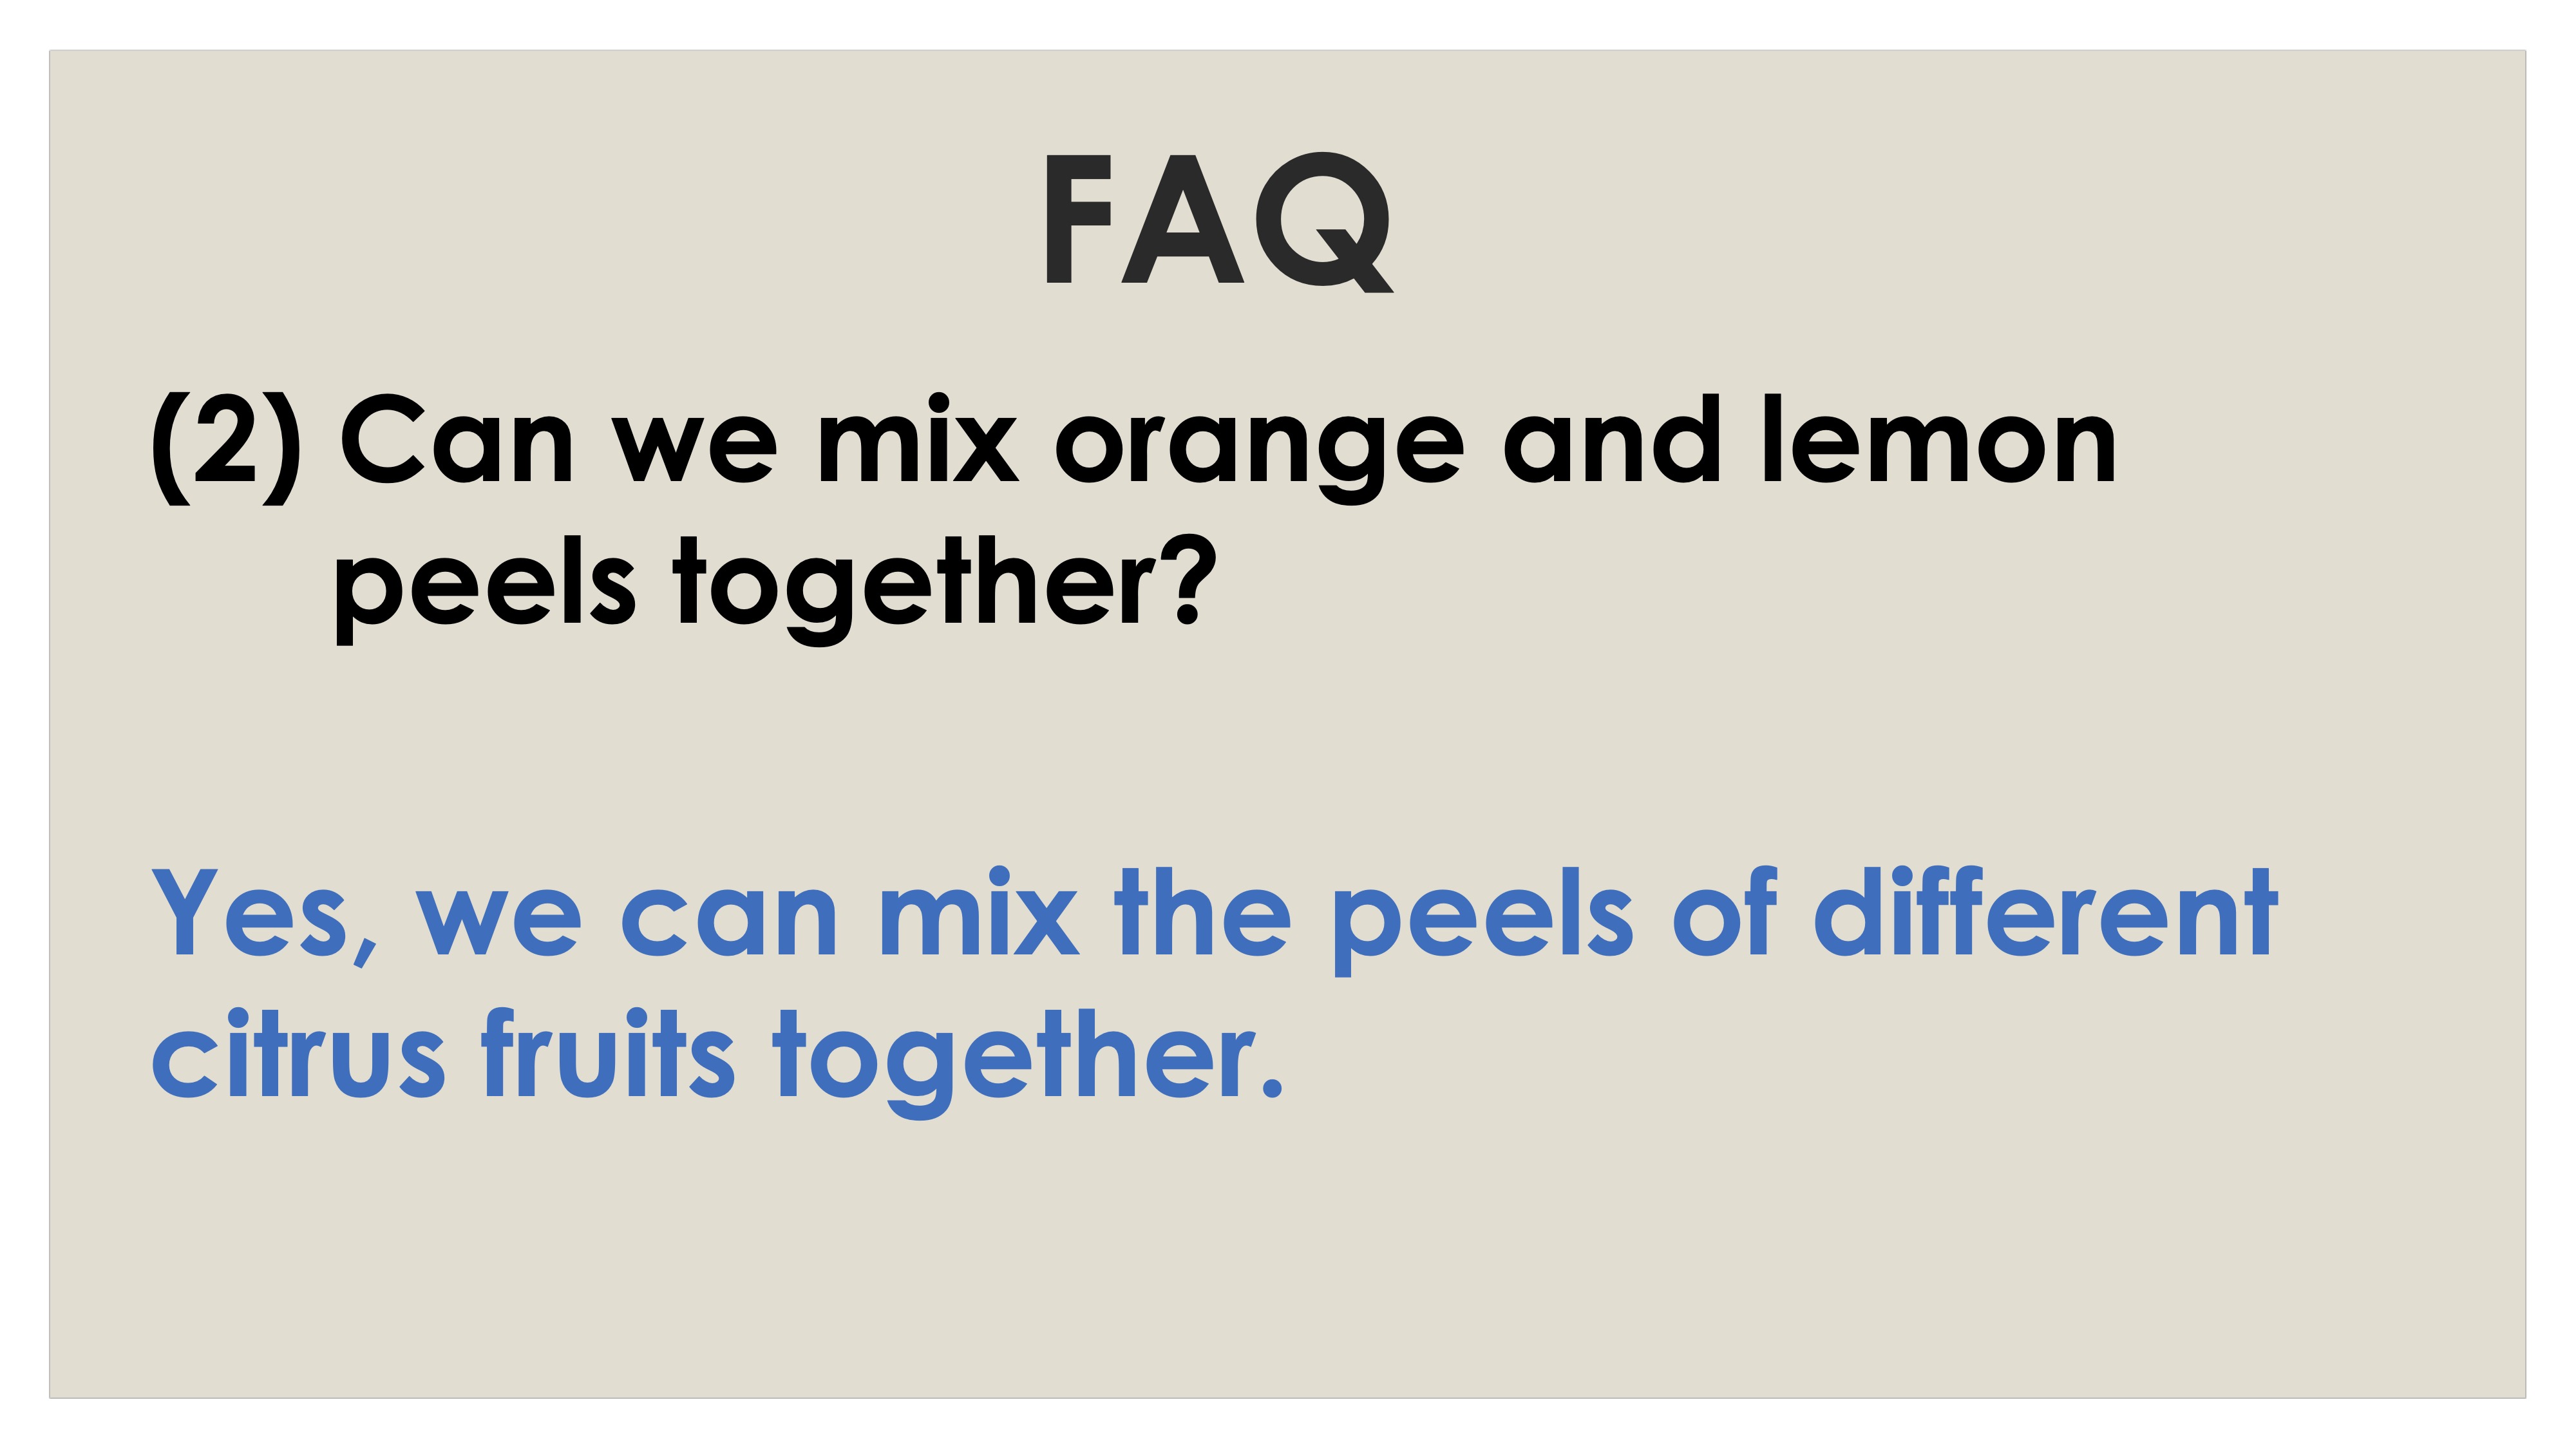 FAQ
(2) Can we mix orange and lemon
peels together?
Yes, we can mix the peels of different
citrus fruits together.